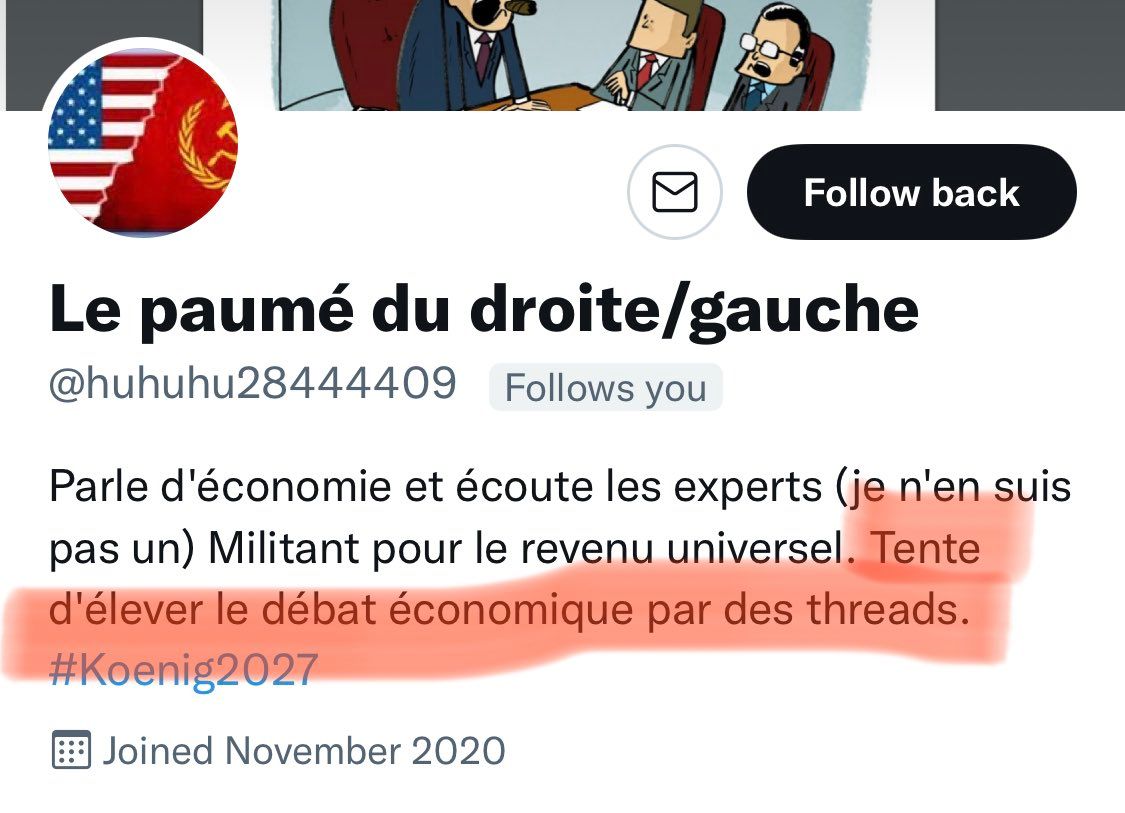 Follow back
Le paumé du droite/gauche
@huhuhu28444409 Follows you
Parle d'économie et écoute les experts (je n'en suis
pas un) Militant pour le revenu universel. Tente
d'élever le débat économique par des threads.
#Koenig2027
Joined November 2020